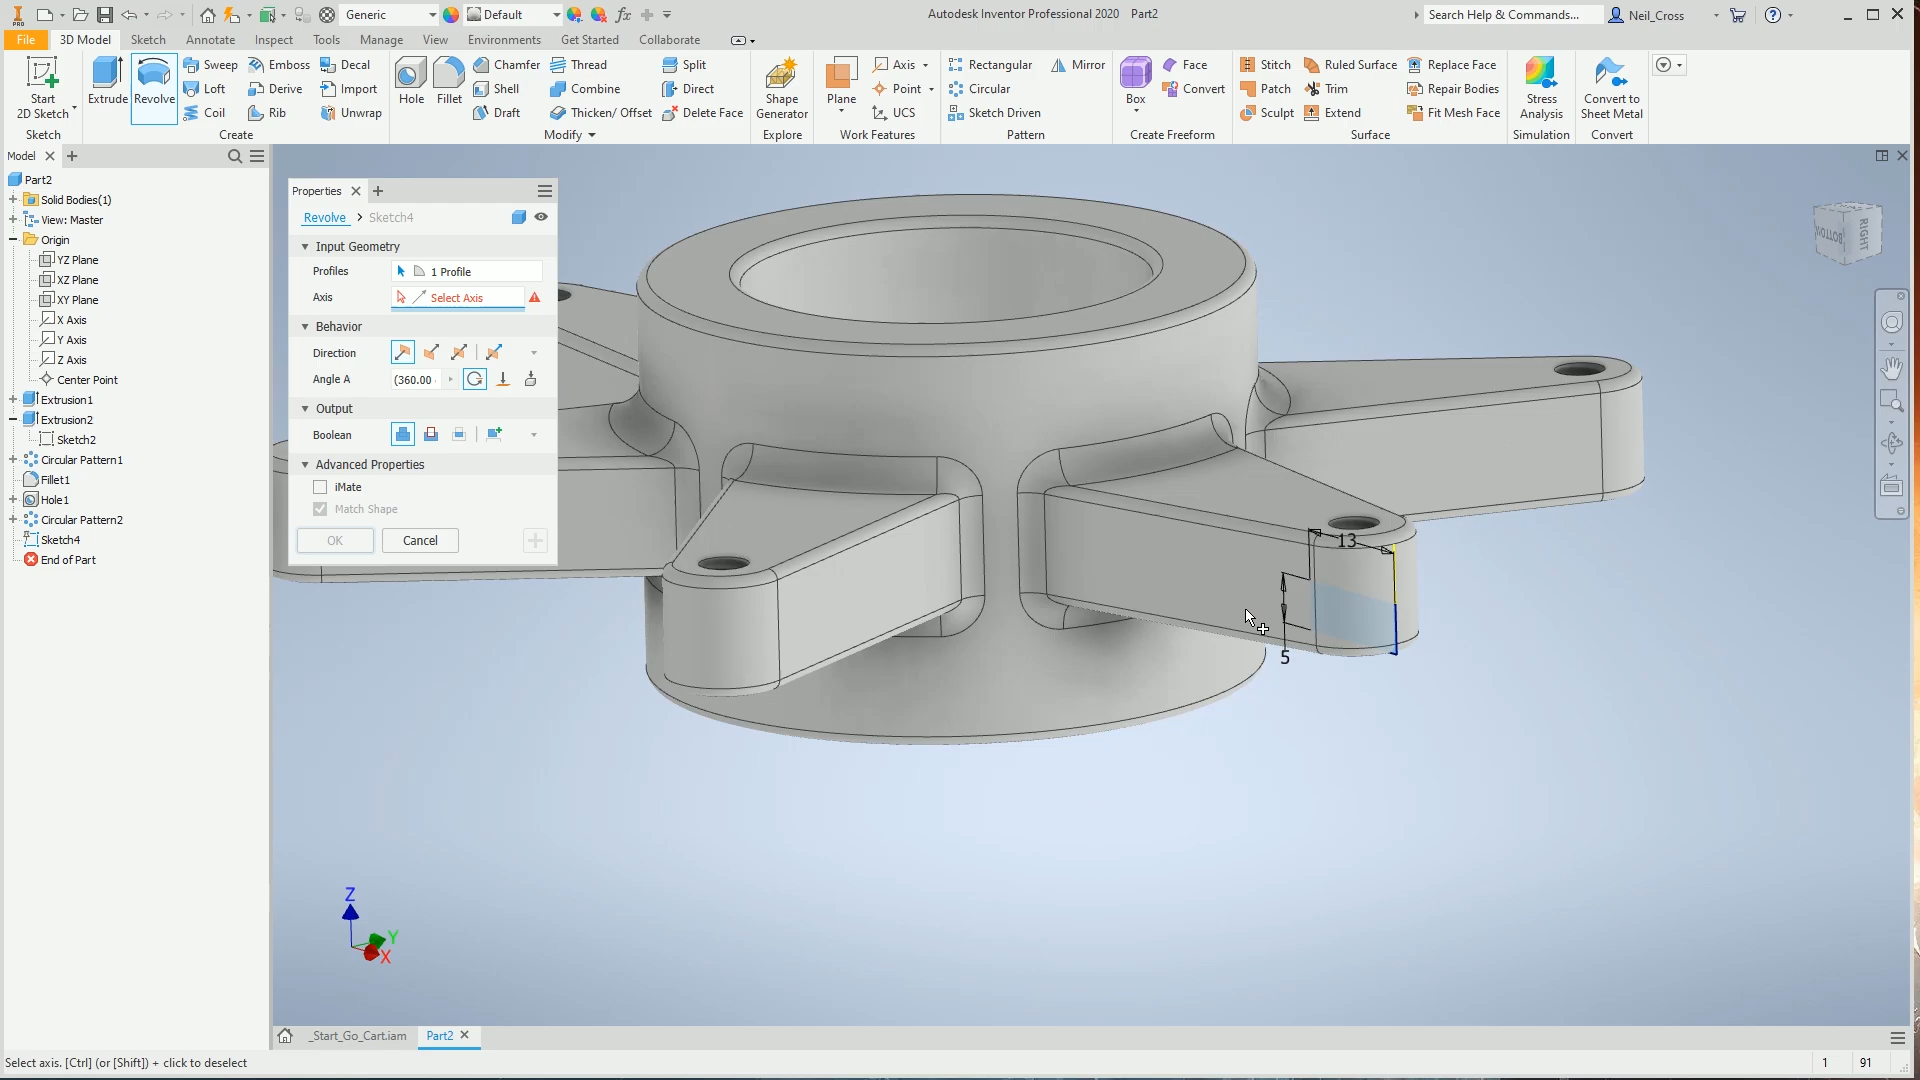 PRO
Generic
Default
Autodesk Inventor Professional 2020 Part2
Search Help & Commands...
Neil_Cross
File 3D Model Sketch Annotate Inspect Tools Manage View Environments Get Started Collaborate
Start
2D Sketch
Extrude
Revolve
Sweep Emboss Decal
Loft Derive Import
Coil Rib Unwrap
Hole
Fillet
Chamfer Thread Split
Shell Combine Direct
Draft Thicken/ Offset Delete Face
Shape
Generator
Plane
Axis
Point
UCS
Rectangular Mirror
Circular
Sketch Driven
Box
Face
Convert
Stitch Ruled Surface Replace Face
Patch Trim Repair Bodies
Sculpt Extend Fit Mesh Face
Stress
Analysis
Convert to
Sheet Metal
Sketch Create Modify Explore Work Features Pattern Create Freeform Surface Simulation Convert
Model
Part2
Solid Bodies(1)
View: Master
Origin
YZ Plane
XZ Plane
XY Plane
X Axis
Y Axis
Z Axis
Center Point
Extrusion1
Extrusion2
Sketch2
Circular Pattern1
Fillet1
Hole1
Circular Pattern2
Sketch4
End of Part
Properties
Revolve > Sketch4
Input Geometry
Profiles 1 Profile
Axis Select Axis
Behavior
Direction
Angle A (360.00
Output
Boolean
Advanced Properties
iMate
Match Shape
OK Cancel
BOTTOM
RIGHT
13
5
Z
Y
X
_Start_Go_Cart.iam Part2
Select axis. [Ctrl] (or [Shift]) + click to deselect
1 91